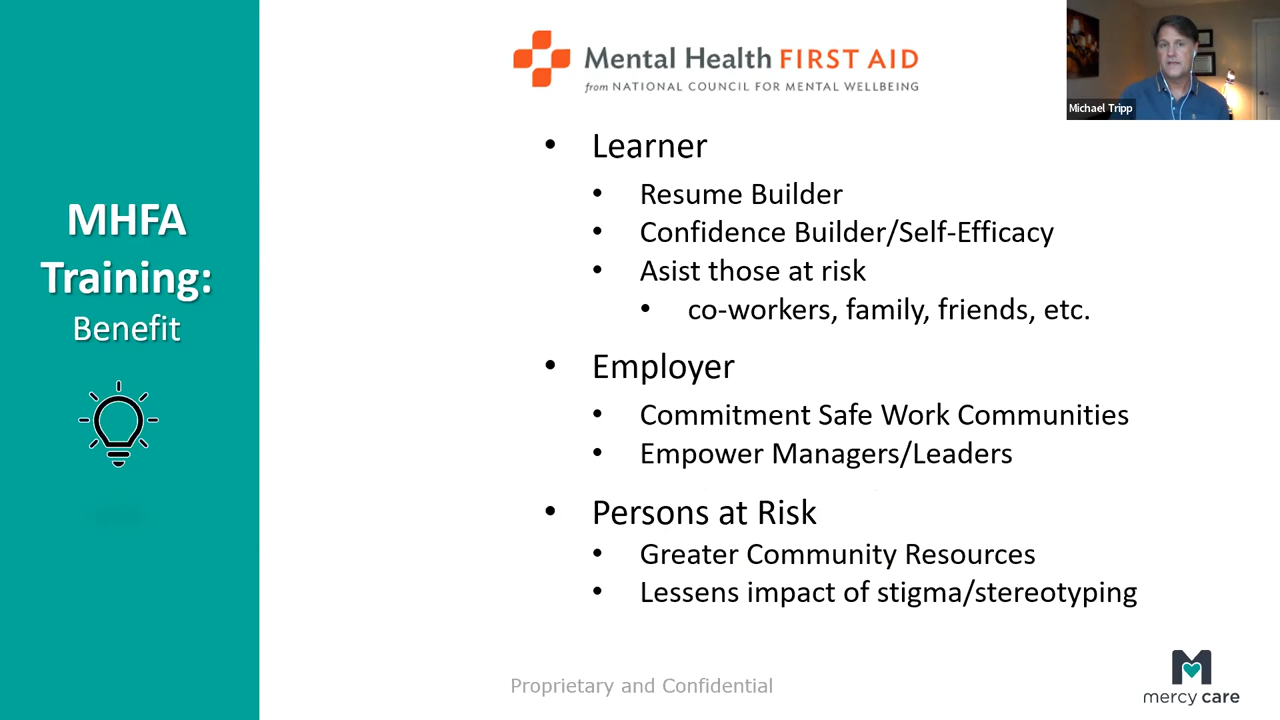 MHFA
Training:
Benefit
Mental Health FIRST AID
from NATIONAL COUNCIL FOR MENTAL WELLBEING
Michael Tripp
• Learner
• Resume Builder
• Confidence Builder/Self-Efficacy
• Asist those at risk
• co-workers, family, friends, etc.
• Employer
• Commitment Safe Work Communities
• Empower Managers/Leaders
• Persons at Risk
• Greater Community Resources
• Lessens impact of stigma/stereotyping
Proprietary and Confidential
mercy care